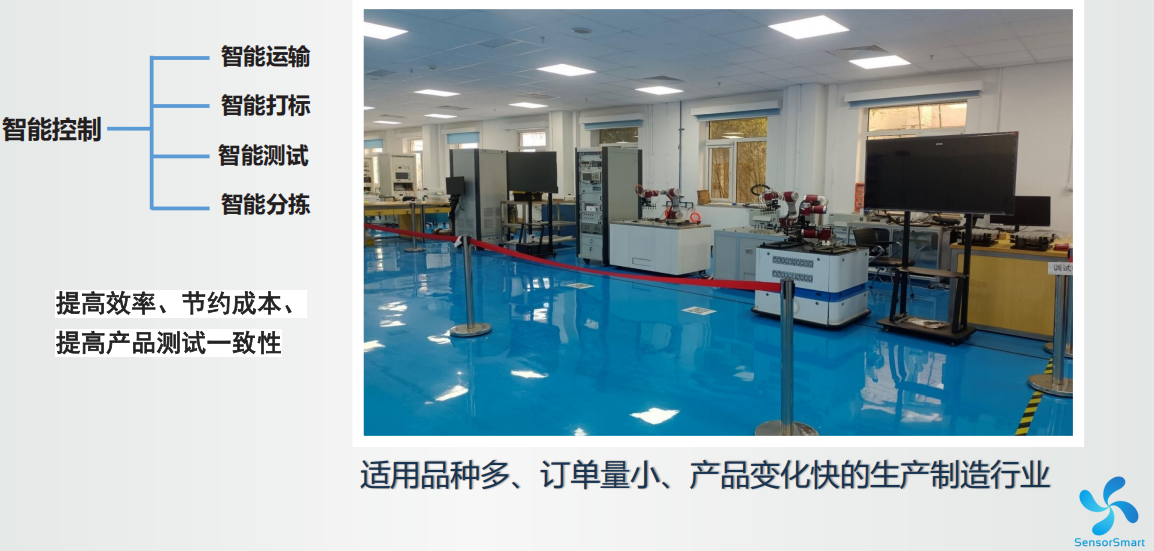 智能控制
智能运输
智能打标
智能测试
智能分拣
提高效率、节约成本、
提高产品测试一致性
适用品种多、订单量小、产品变化快的生产制造行业
SensorSmart